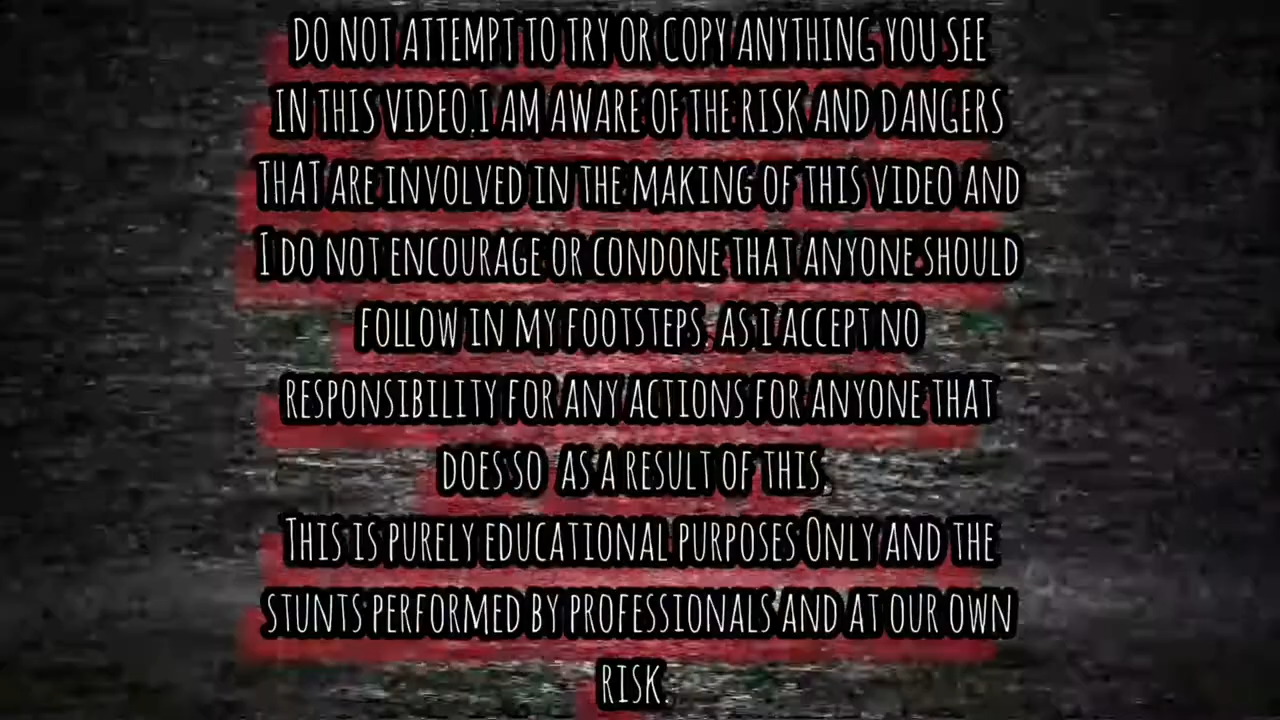 DO NOT ATTEMPT TO TRY OR COPY ANYTHING YOU SEE
IN THIS VIDEO,I AM AWARE OF THE RISK AND DANGERS
THAT ARE INVOLVED IN THE MAKING OF THIS VIDEO AND
I DO NOT ENCOURAGE OR CONDONE THAT ANYONE SHOULD
FOLLOW IN MY FOOTSTEPS, AS I ACCEPT NO
RESPONSIBILITY FOR ANY ACTIONS FOR ANYONE THAT
DOES SO AS A RESULT OF THIS,
THIS IS PURELY EDUCATIONAL PURPOSES ONLY AND THE
STUNTS PERFORMED BY PROFESSIONALS AND AT OUR OWN
RISK.